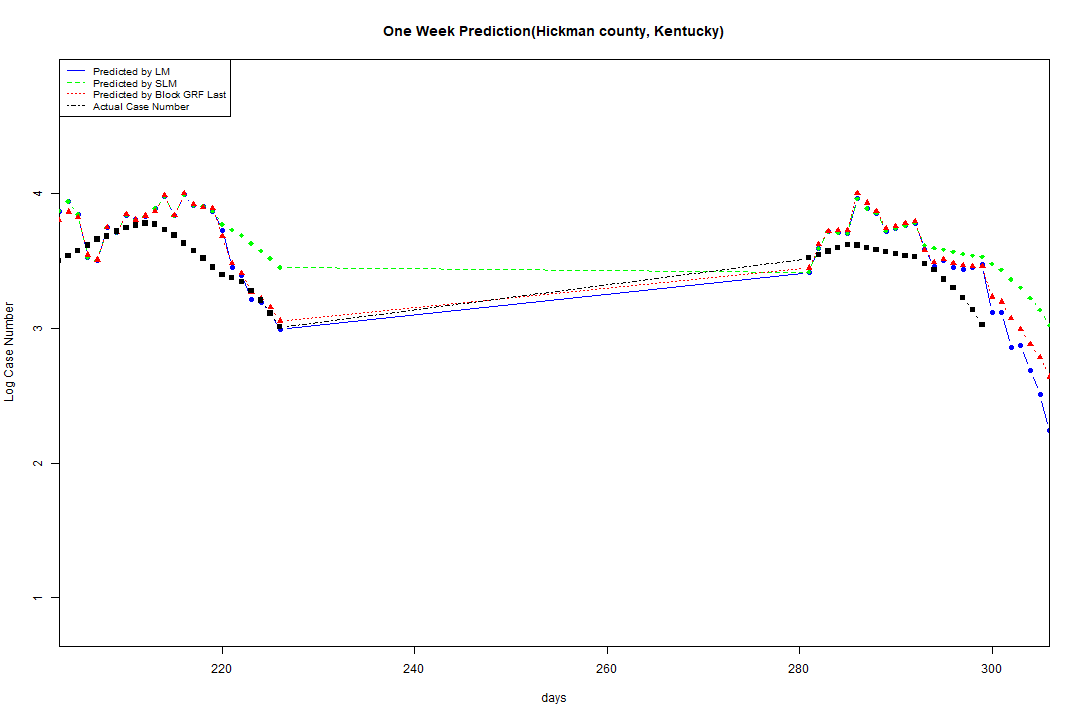 One Week Prediction(Hickman county, Kentucky)
Predicted by LM
Predicted by SLM
Predicted by Block GRF Last
Actual Case Number
4
3
2
1
Log Case Number
220 240 260 280 300
days